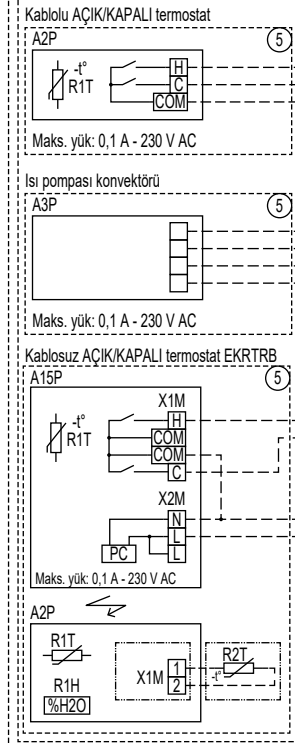 Kablolu AÇIK/KAPALI termostat
A2P
5
-t°
R1T
H
C
COM
Maks. yük: 0,1 A - 230 V AC
Isı pompası konvektörü
A3P
5
Maks. yük: 0,1 A - 230 V AC
Kablosuz AÇIK/KAPALI termostat EKRTRB
A15P
5
X1M
-t°
R1T
H
COM
COM
C
X2M
N
L
PC
L
Maks. yük: 0,1 A - 230 V AC
A2P
R1T
R2T
X1M
1
2
-t°
R1H
%H2O